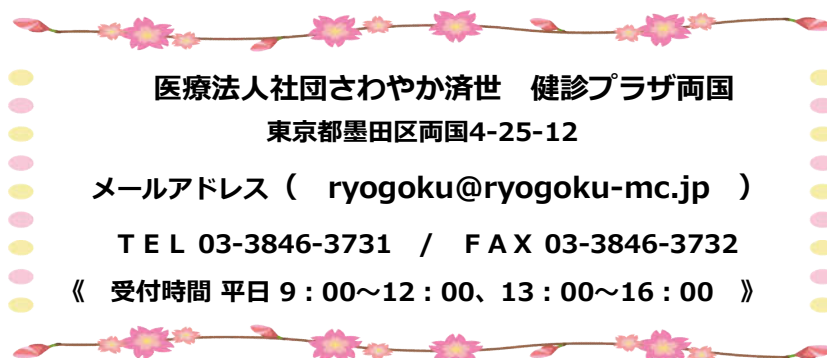 医療法人社団さわやか済世　健診プラザ両国
東京都墨田区両国4-25-12
メールアドレス（　ryogoku@ryogoku-mc.jp　）
ＴＥＬ 03-3846-3731　/　ＦＡＸ 03-3846-3732
《　受付時間 平日 9：00～12：00、13：00～16：00　》